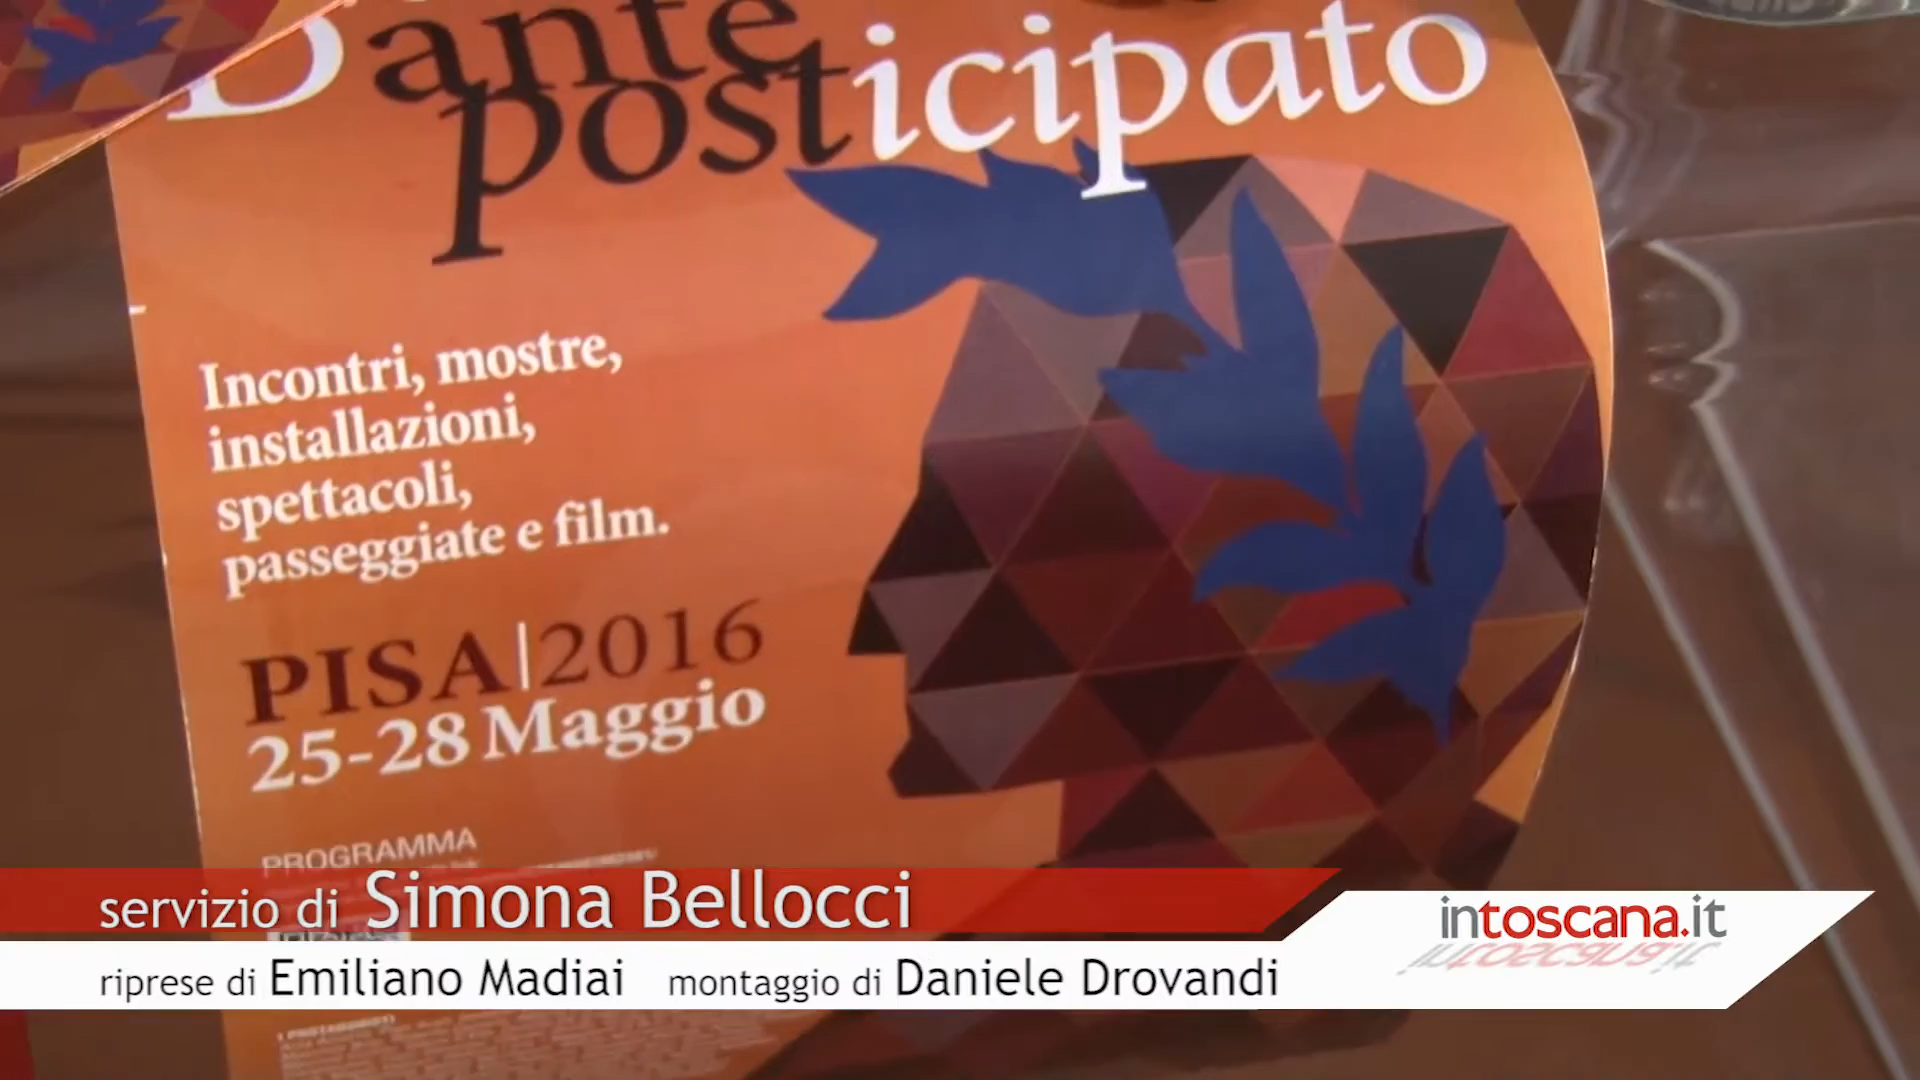 Dante
posticipato
Incontri, mostre,
installazioni,
spettacoli,
passeggiate e film.
PISA|2016
25-28 Maggio
PROGRAMMA
servizio di Simona Bellocci
riprese di Emiliano Madiai montaggio di Daniele Drovandi
intoscana.it